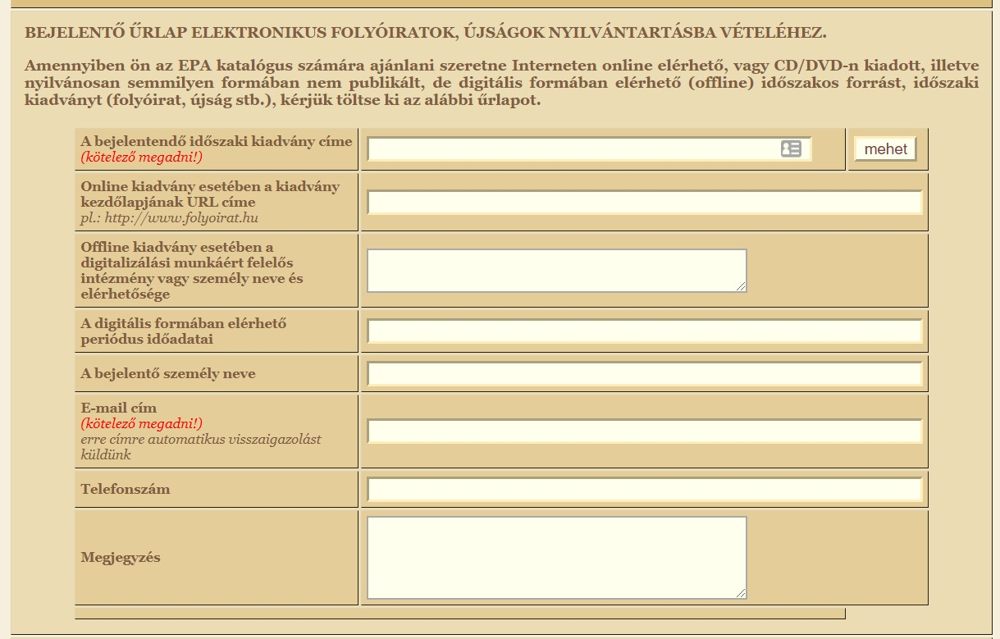 BEJELENTŐ ŰRLAP ELEKTRONIKUS FOLYÓIRATOK, ÚJSÁGOK NYILVÁNTARTÁSBA VÉTELÉHEZ.
Amennyiben ön az EPA katalógus számára ajánlani szeretne Interneten online elérhető, vagy CD/DVD-n kiadott, illetve
nyilvánosan semmilyen formában nem publikált, de digitális formában elérhető (offline) időszakos forrást, időszaki
kiadványt (folyóirat, újság stb.), kérjük töltse ki az alábbi űrlapot.
A bejelentendő időszaki kiadvány címe
(kötelező megadni!)
mehet
Online kiadvány esetében a kiadvány
kezdőlapjának URL címe
pl.: http://www.folyoirat.hu
Offline kiadvány esetében a
digitalizálási munkáért felelős
intézmény vagy személy neve és
elérhetősége
A digitális formában elérhető
periódus időadatai
A bejelentő személy neve
E-mail cím
(kötelező megadni!)
erre címre automatikus visszaigazolást
küldünk
Telefonszám
Megjegyzés